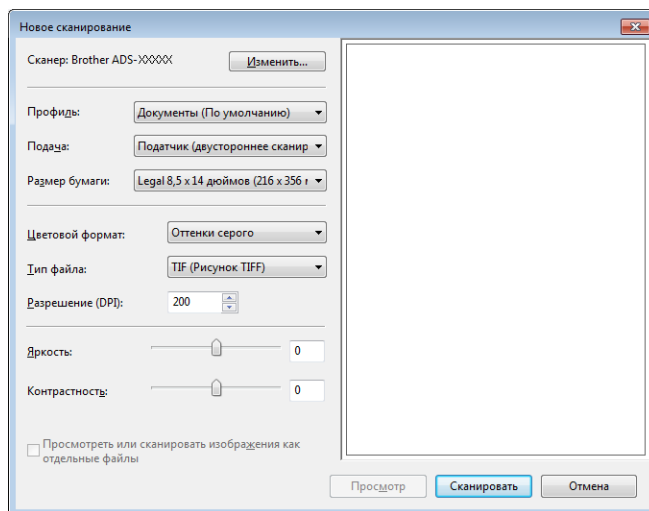 Новое сканирование
Сканер: Brother ADS-XXXXX
Изменить...
Профиль:
Документы (По умолчанию)
Подача:
Податчик (двустороннее сканир
Размер бумаги:
Legal 8,5 x 14 дюймов (216 x 356 м
Цветовой формат:
Оттенки серого
Тип файла:
TIF (Рисунок TIFF)
Разрешение (DPI):
200
Яркость:
0
Контрастность:
0
Просмотреть или сканировать изображения как
отдельные файлы
Просмотр
Сканировать
Отмена